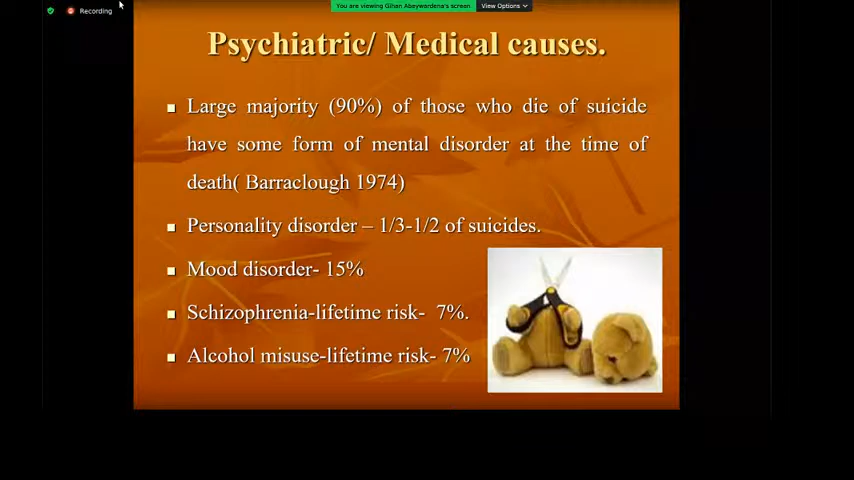 Recording
You are viewing Gihan Abeywardena's screen
View Options
Psychiatric/ Medical causes.
Large majority (90%) of those who die of suicide
have some form of mental disorder at the time of
death( Barraclough 1974)
Personality disorder – 1/3-1/2 of suicides.
Mood disorder- 15%
Schizophrenia-lifetime risk-  7%.
Alcohol misuse-lifetime risk- 7%